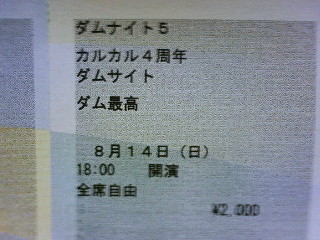 ダムナイト５
カルカル４周年
ダムサイト
ダム最高
８月１４日（日）
18:00 開演
全席自由
¥2,000